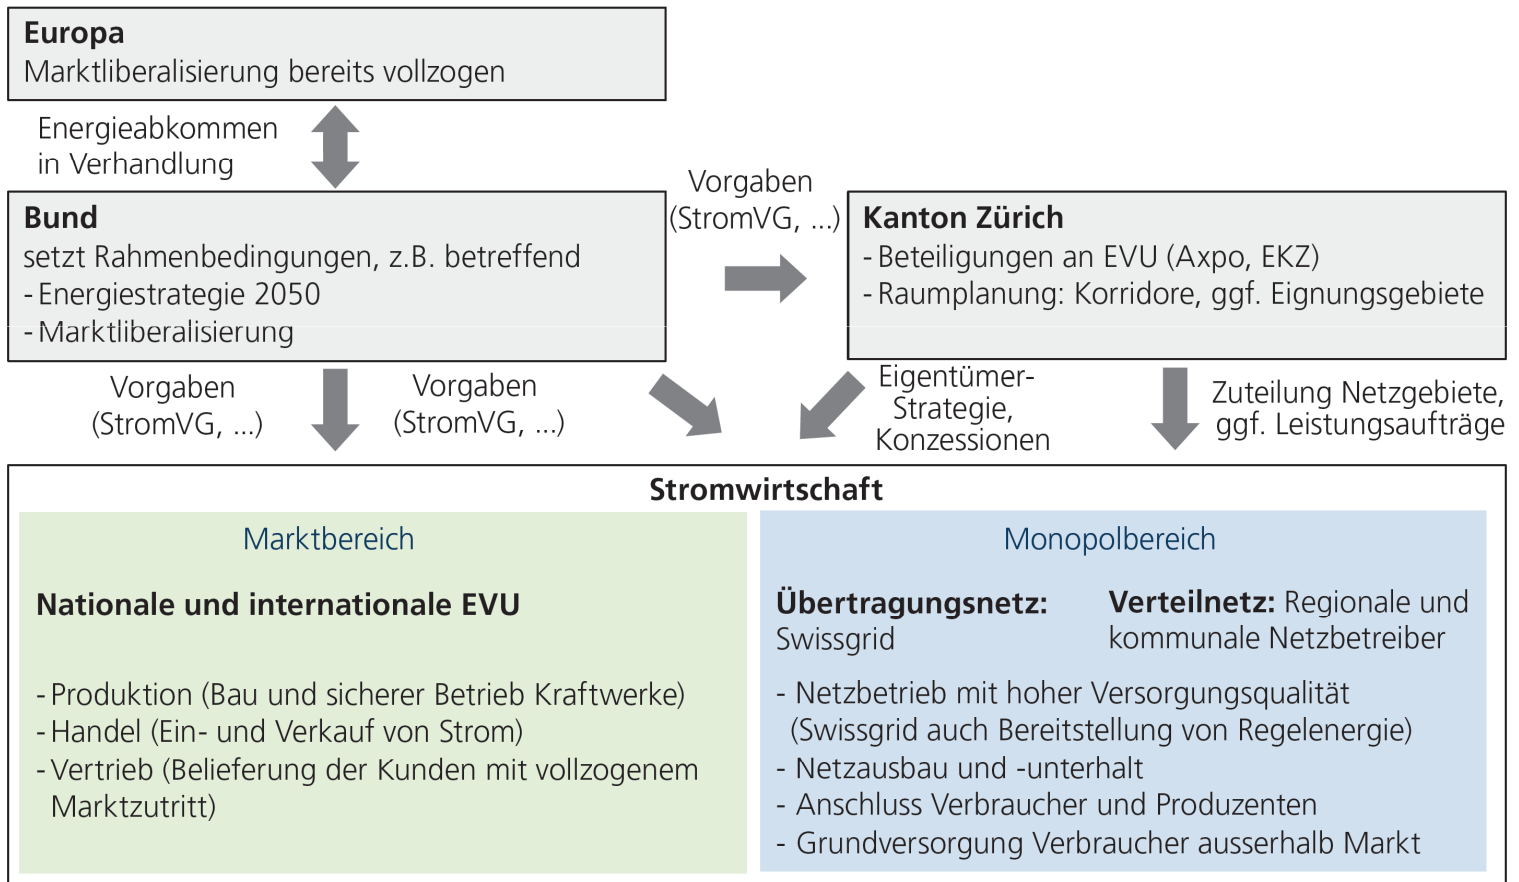 Europa
Marktliberalisierung bereits vollzogen
Energieabkommen
in Verhandlung
Bund
setzt Rahmenbedingungen, z.B. betreffend
- Energiestrategie 2050
- Marktliberalisierung
Vorgaben
(StromVG, ...)
Kanton Zürich
- Beteiligungen an EVU (Axpo, EKZ)
- Raumplanung: Korridore, ggf. Eignungsgebiete
Vorgaben
(StromVG, ...)
Vorgaben
(StromVG, ...)
Eigentümer-
Strategie,
Konzessionen
Zuteilung Netzgebiete,
ggf. Leistungsaufträge
Stromwirtschaft
Marktbereich
Nationale und internationale EVU
- Produktion (Bau und sicherer Betrieb Kraftwerke)
- Handel (Ein- und Verkauf von Strom)
- Vertrieb (Belieferung der Kunden mit vollzogenem
Marktzutritt)
Monopolbereich
Übertragungsnetz:
Swissgrid
Verteilnetz: Regionale und
kommunale Netzbetreiber
- Netzbetrieb mit hoher Versorgungsqualität
(Swissgrid auch Bereitstellung von Regelenergie)
- Netzausbau und -unterhalt
- Anschluss Verbraucher und Produzenten
- Grundversorgung Verbraucher ausserhalb Markt